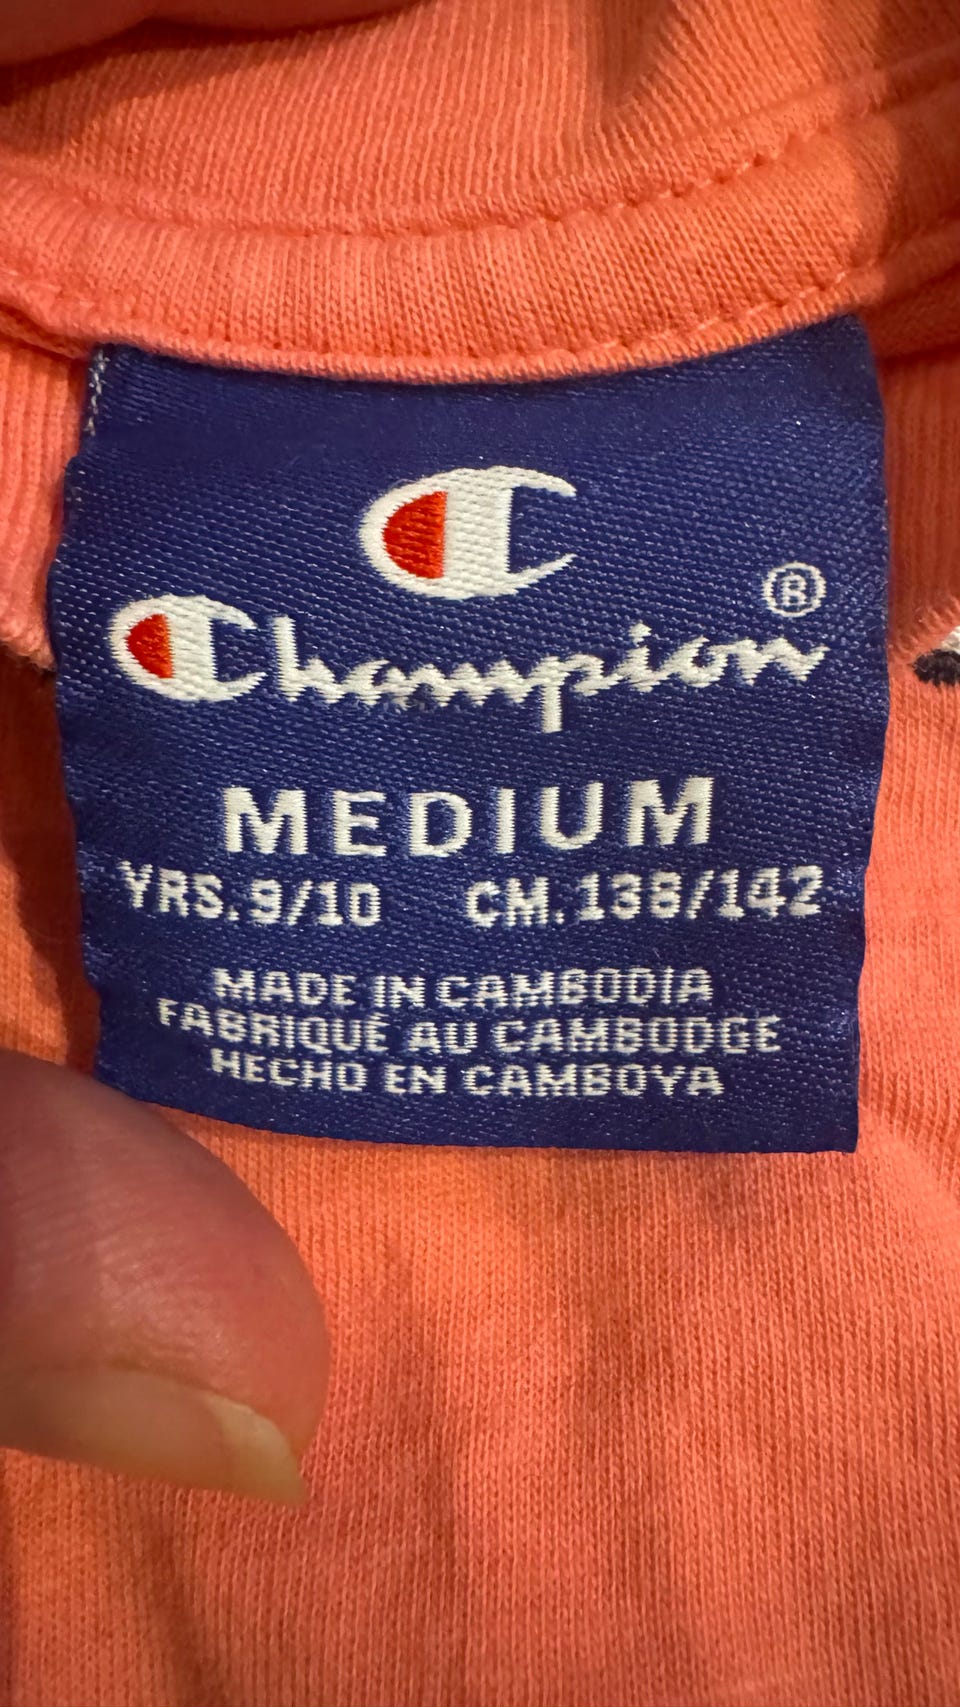 Champion®
MEDIUM
YRS.9/10 CM.138/142
MADE IN CAMBODIA
FABRIQUÉ AU CAMBODGE
HECHO EN CAMBOYA